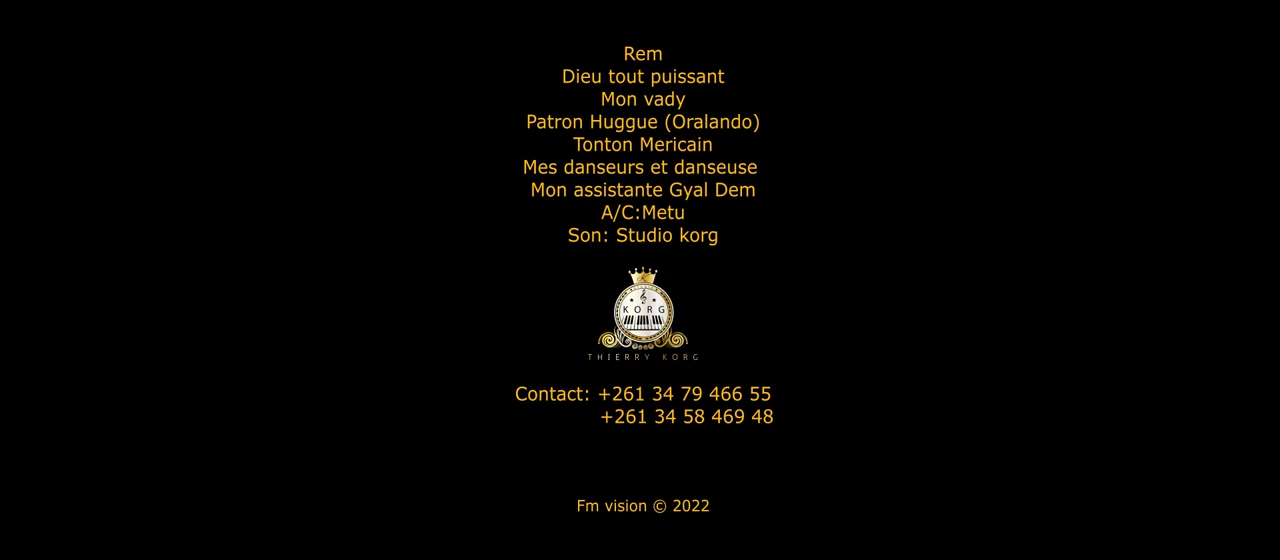 Rem
Dieu tout puissant
Mon vady
Patron Huggue (Oralando)
Tonton Mericain
Mes danseurs et danseuse
Mon assistante Gyal Dem
A/C:Metu
Son: Studio korg
KORG
THIERRY KORG
Contact: +261 34 79 466 55
+261 34 58 469 48
Fm vision © 2022